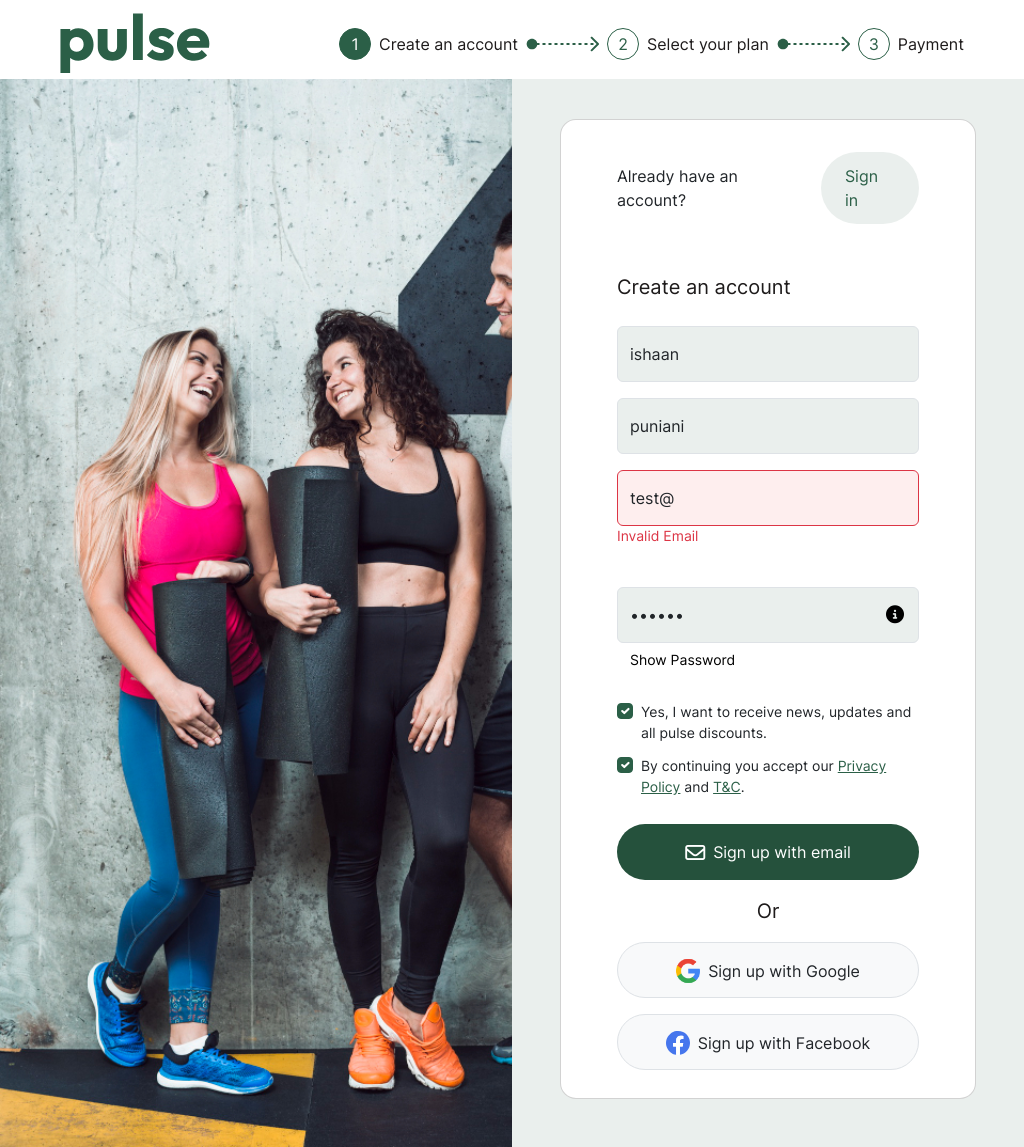 pulse
1 Create an account 2 Select your plan 3 Payment
Already have an
account?
Sign
in
Create an account
ishaan
puniani
test@
Invalid Email
••••••
Show Password
Yes, I want to receive news, updates and
all pulse discounts.
By continuing you accept our Privacy
Policy and T&C.
Sign up with email
Or
Sign up with Google
Sign up with Facebook